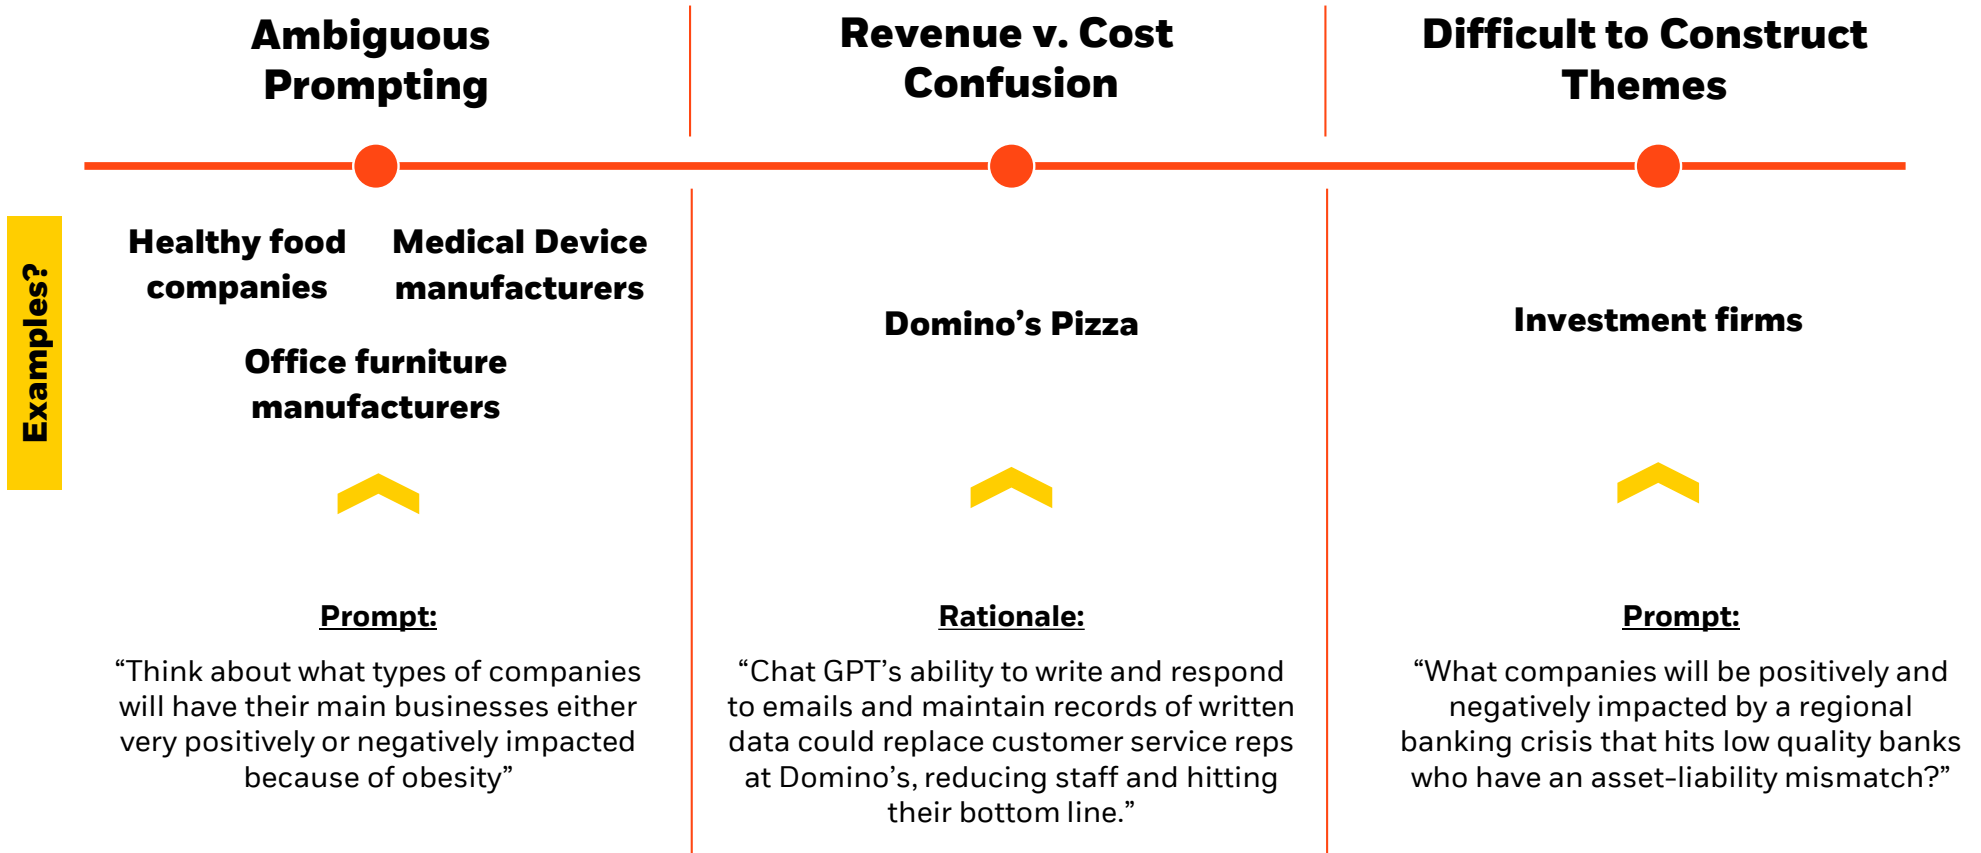 Ambiguous
Prompting
Revenue v. Cost
Confusion
Difficult to Construct
Themes
Examples?
Healthy food
companies
Medical Device
manufacturers
Office furniture
manufacturers
Domino’s Pizza
Investment firms
Prompt:
“Think about what types of companies
will have their main businesses either
very positively or negatively impacted
because of obesity”
Rationale:
“Chat GPT’s ability to write and respond
to emails and maintain records of written
data could replace customer service reps
at Domino’s, reducing staff and hitting
their bottom line.”
Prompt:
“What companies will be positively and
negatively impacted by a regional
banking crisis that hits low quality banks
who have an asset-liability mismatch?”